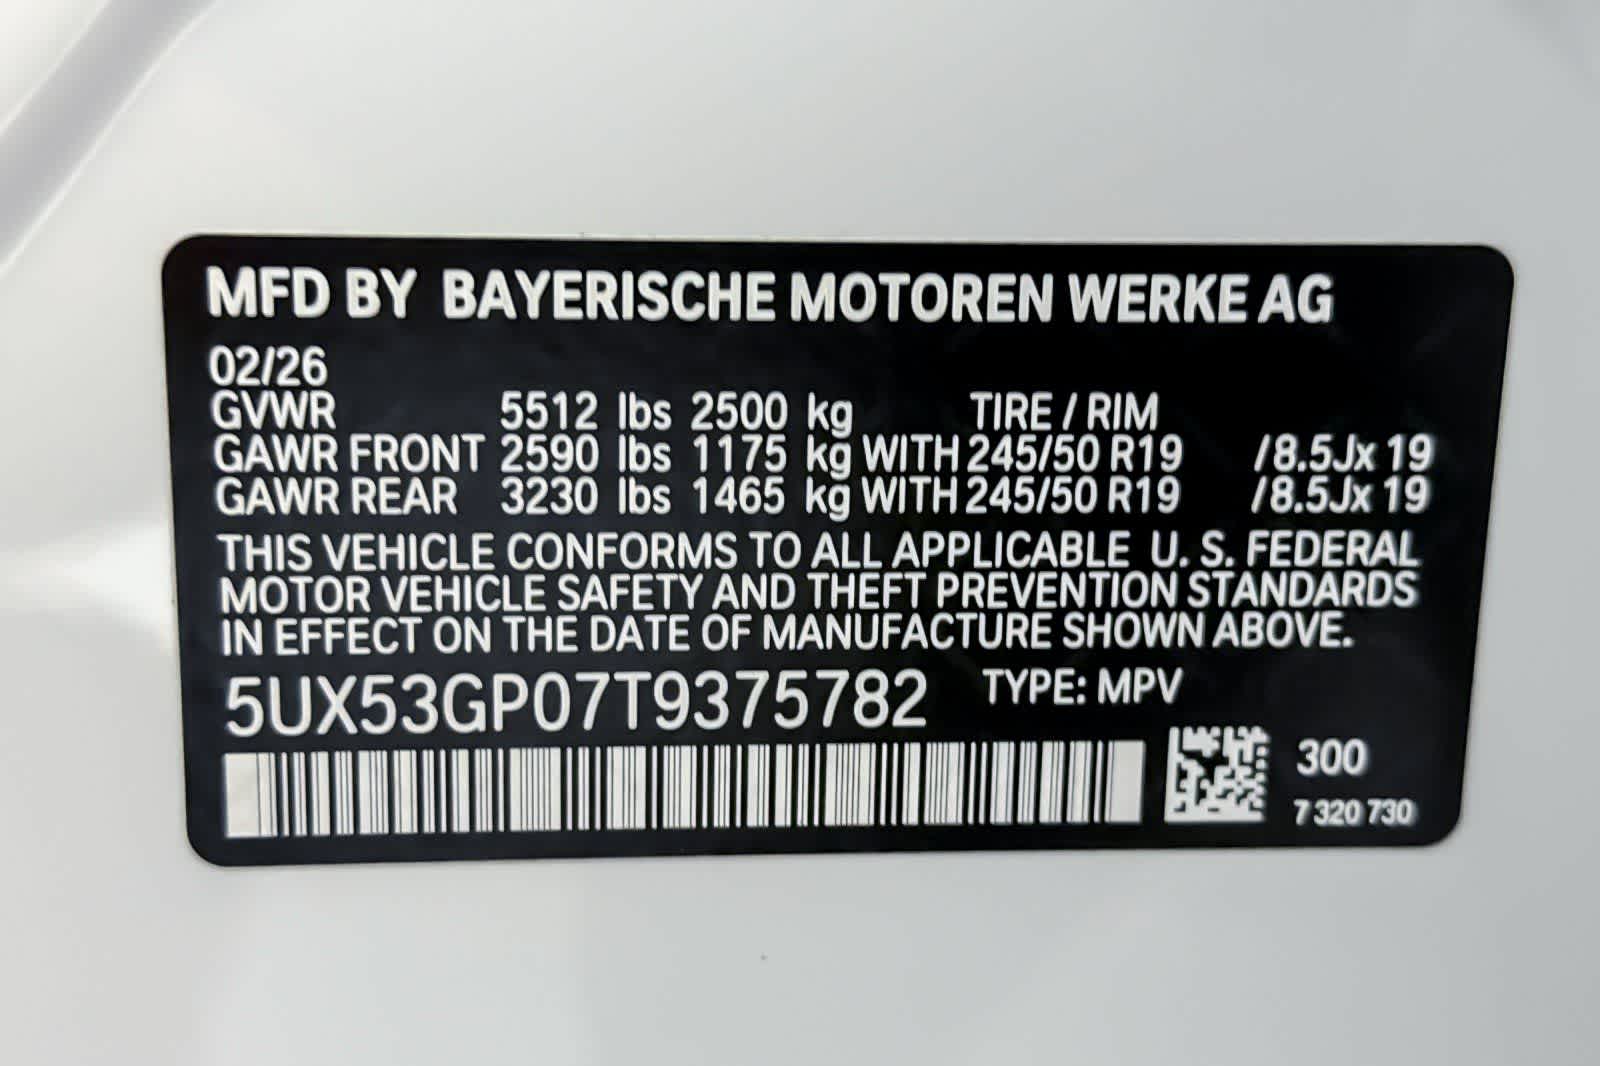 MFD BY BAYERISCHE MOTOREN WERKE AG
02/26
GVWR 5512 lbs 2500 kg TIRE / RIM
GAWR FRONT 2590 lbs 1175 kg WITH 245/50 R19 /8.5Jx 19
GAWR REAR 3230 lbs 1465 kg WITH 245/50 R19 /8.5Jx 19
THIS VEHICLE CONFORMS TO ALL APPLICABLE U. S. FEDERAL
MOTOR VEHICLE SAFETY AND THEFT PREVENTION STANDARDS
IN EFFECT ON THE DATE OF MANUFACTURE SHOWN ABOVE.
5UX53GP07T9375782 TYPE: MPV
300
7 320 730